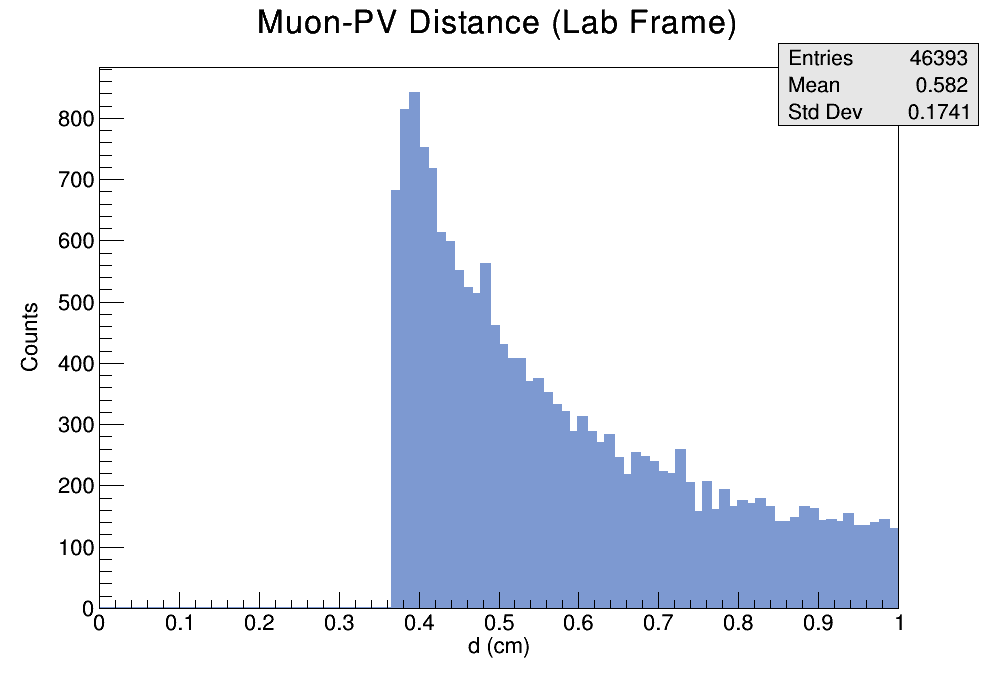 Muon-PV Distance (Lab Frame)
Entries 46393
Mean 0.582
Std Dev 0.1741
800
700
600
500
400
300
200
100
0
Counts
0 0.1 0.2 0.3 0.4 0.5 0.6 0.7 0.8 0.9 1
d (cm)